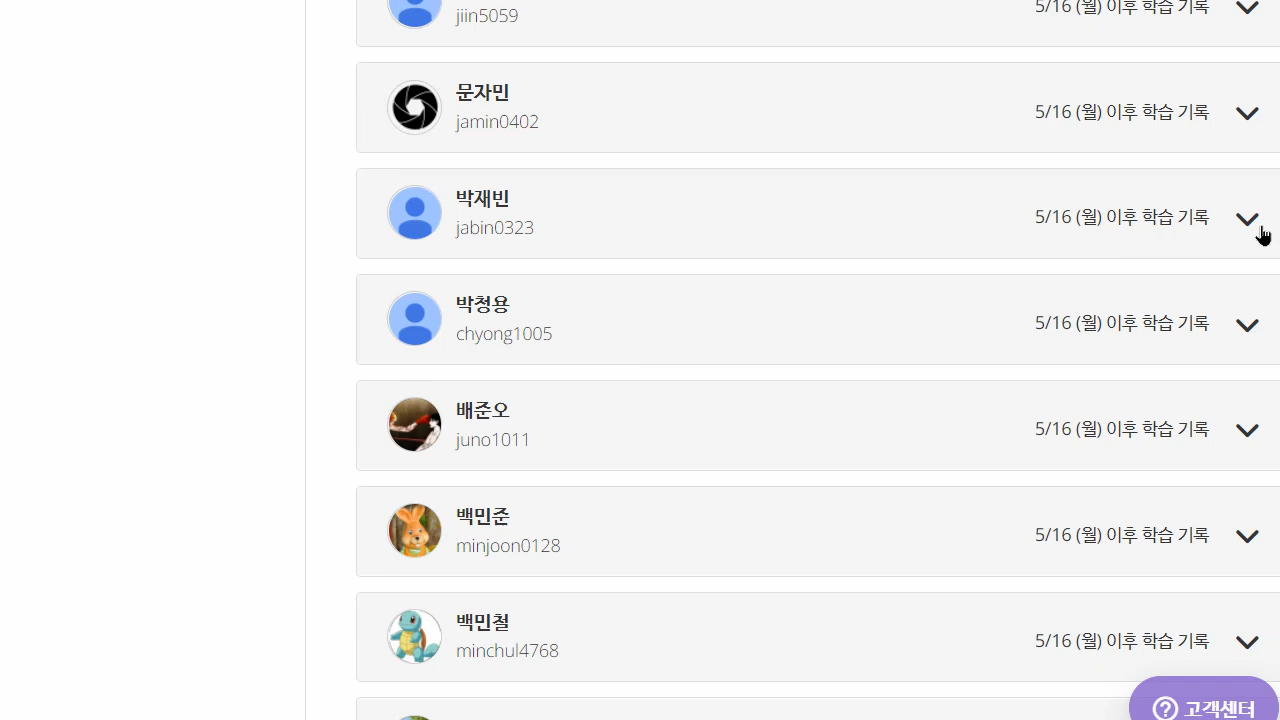 jiin5059
5/16 (월) 이후 학습 기록
문자민
jamin0402
5/16 (월) 이후 학습 기록
박재빈
jabin0323
5/16 (월) 이후 학습 기록
박청용
chyong1005
5/16 (월) 이후 학습 기록
배준오
juno1011
5/16 (월) 이후 학습 기록
백민준
minjoon0128
5/16 (월) 이후 학습 기록
백민철
minchul4768
5/16 (월) 이후 학습 기록
고객센터